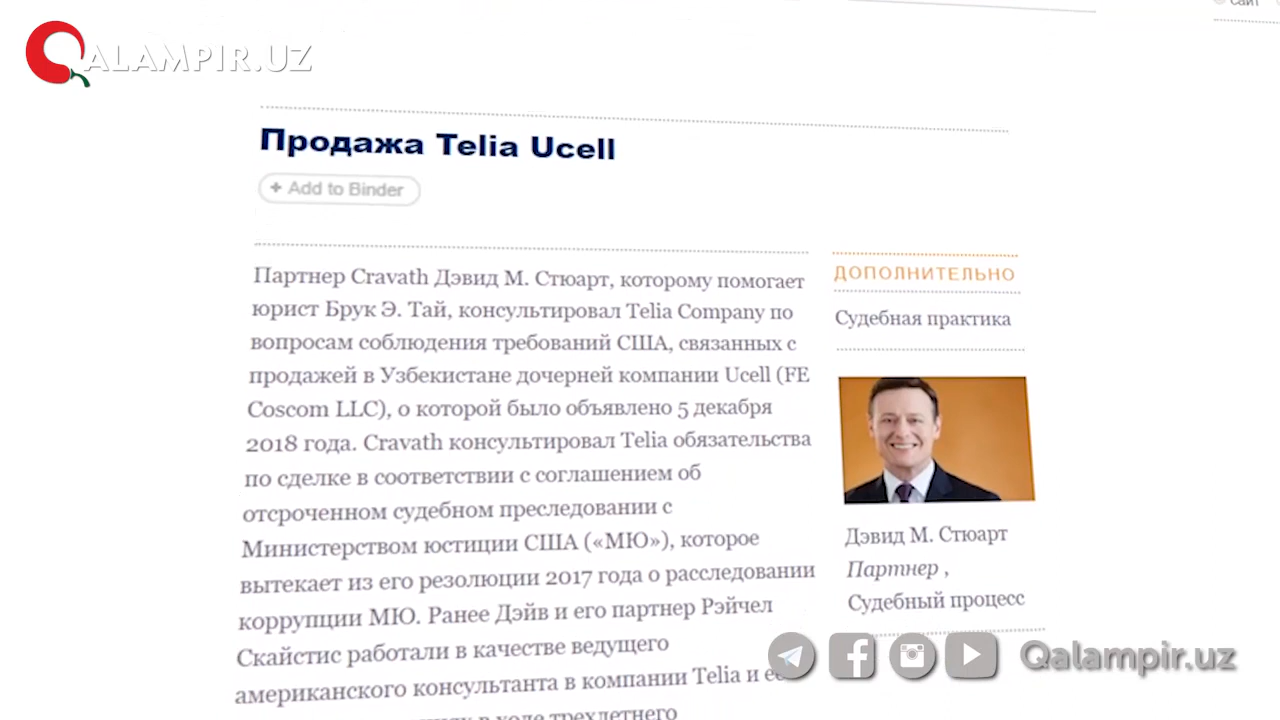 сайт
QALAMPIR.UZ
Продажа Telia Ucell
+ Add to Binder
Партнер Cravath Дэвид М. Стюарт, которому помогает
юрист Брук Э. Тай, консультировал Telia Company по
вопросам соблюдения требований США, связанных с
продажей в Узбекистане дочерней компании Ucell (FE
Coscom LLC), о которой было объявлено 5 декабря
2018 года. Cravath консультировал Telia обязательства
по сделке в соответствии с соглашением об
отсроченном судебном преследовании с
Министерством юстиции США («МЮ»), которое
вытекает из его резолюции 2017 года о расследовании
коррупции МЮ. Ранее Дэйв и его партнер Рэйчел
Скайстис работали в качестве ведущего
американского консультанта в компании Telia и ее
в ходе трехлетнего
ДОПОЛНИТЕЛЬНО
Судебная практика
Дэвид М. Стюарт
Партнер ,
Судебный процесс
Qalampir.uz